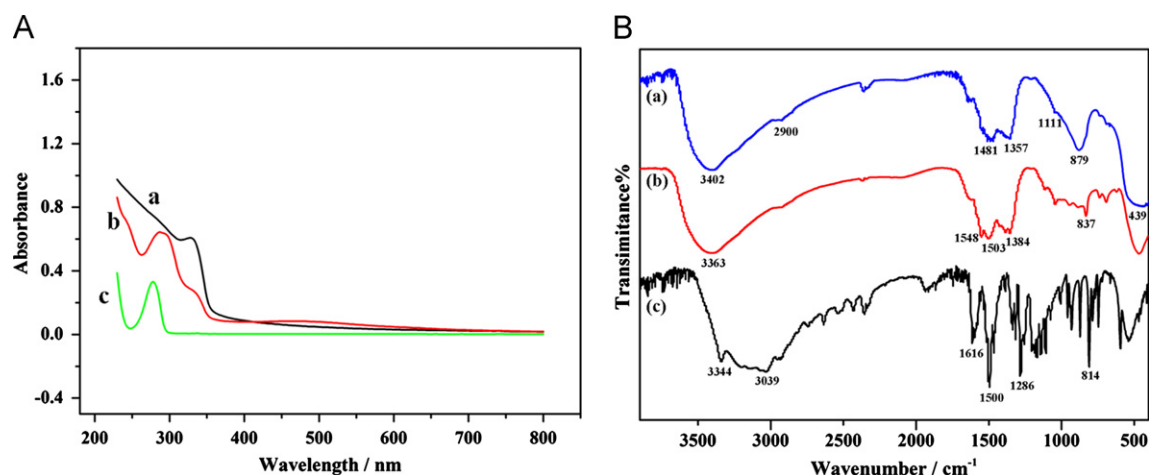 A
1.6
1.2
0.8
0.4
0.0
-0.4
Absorbance
a
b
c
200 300 400 500 600 700 800
Wavelength / nm
B
Transimitance%
(a)
2900
3402
1481
1357
1111
879
439
(b)
3363
1548
1503
1384
837
(c)
3344
3039
1616
1500
1286
814
3500 3000 2500 2000 1500 1000 500
Wavenumber / cm-1